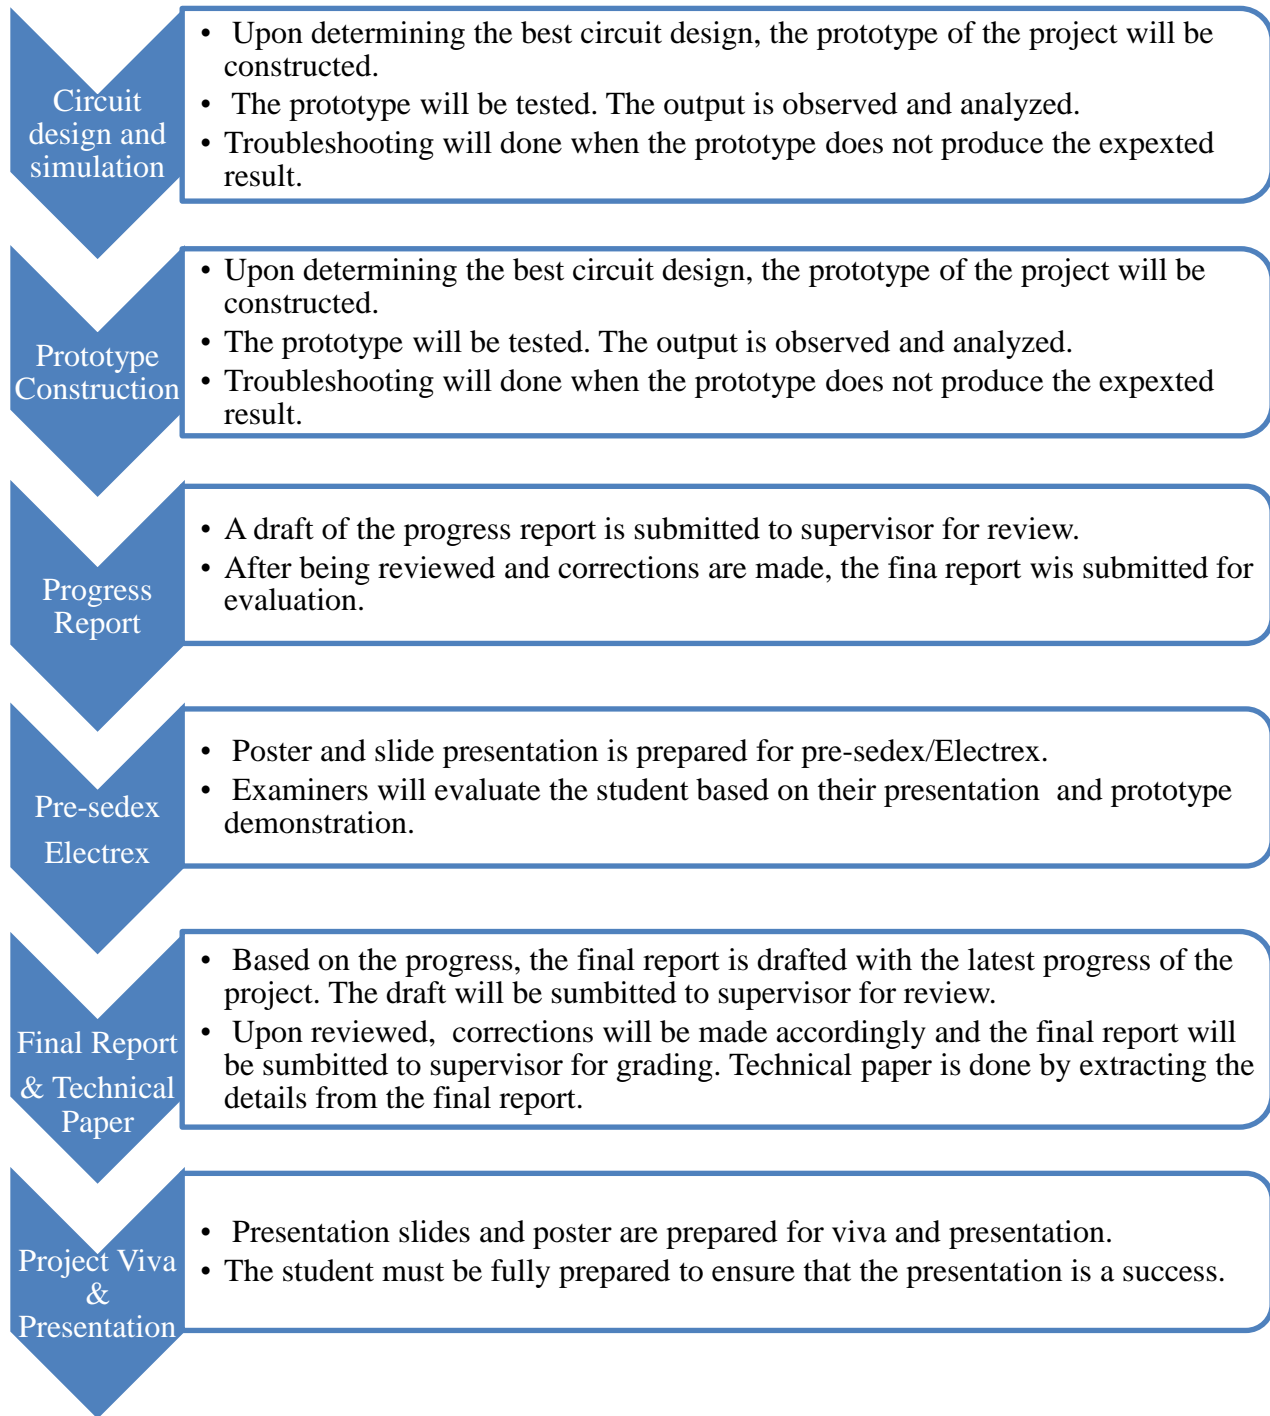 Circuit
design and
simulation
• Upon determining the best circuit design, the prototype of the project will be
constructed.
• The prototype will be tested. The output is observed and analyzed.
• Troubleshooting will done when the prototype does not produce the expexted
result.
Prototype
Construction
• Upon determining the best circuit design, the prototype of the project will be
constructed.
• The prototype will be tested. The output is observed and analyzed.
• Troubleshooting will done when the prototype does not produce the expexted
result.
Progress
Report
• A draft of the progress report is submitted to supervisor for review.
• After being reviewed and corrections are made, the fina report wis submitted for
evaluation.
Pre-sedex
Electrex
• Poster and slide presentation is prepared for pre-sedex/Electrex.
• Examiners will evaluate the student based on their presentation and prototype
demonstration.
Final Report
& Technical
Paper
• Based on the progress, the final report is drafted with the latest progress of the
project. The draft will be sumbitted to supervisor for review.
• Upon reviewed, corrections will be made accordingly and the final report will
be sumbitted to supervisor for grading. Technical paper is done by extracting the
details from the final report.
Project Viva
&
Presentation
• Presentation slides and poster are prepared for viva and presentation.
• The student must be fully prepared to ensure that the presentation is a success.